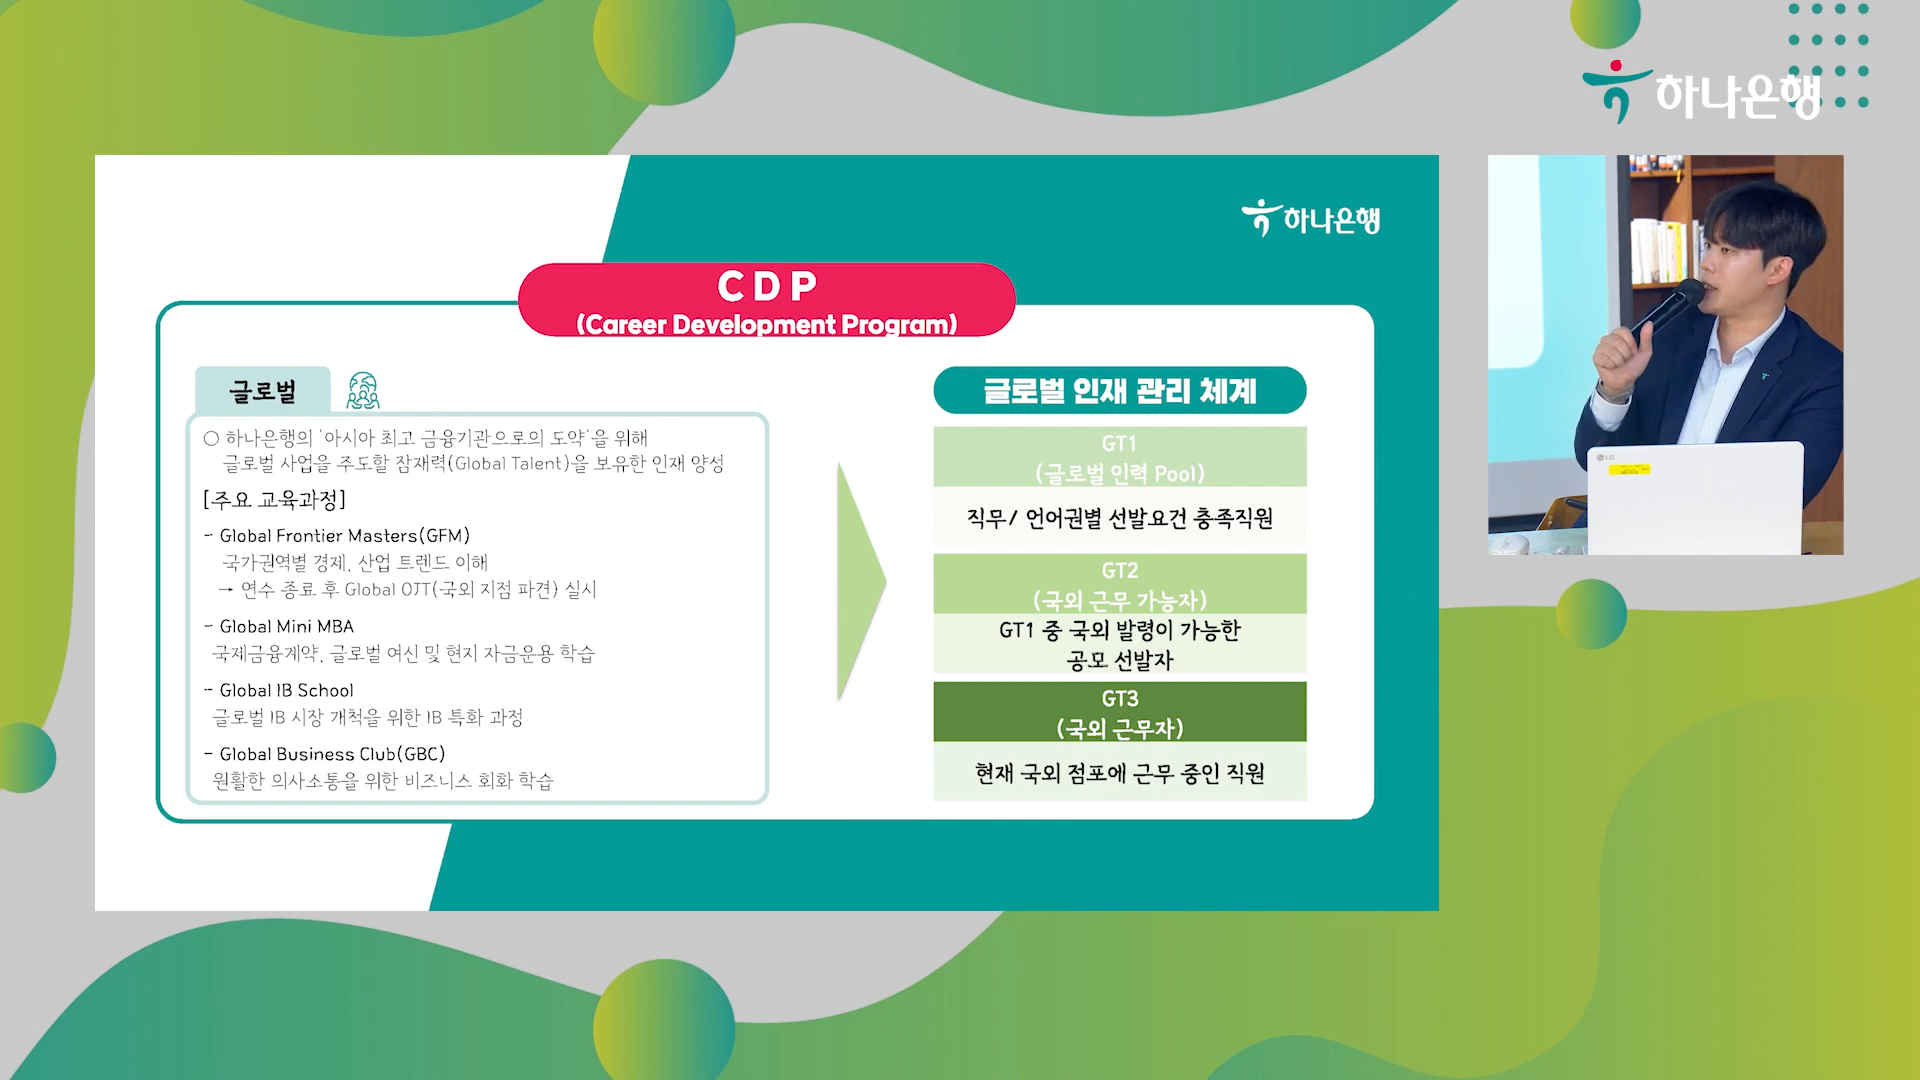 하나은행
하나은행
CDP
(Career Development Program)
글로벌
○ 하나은행의 '아시아 최고 금융기관으로의 도약'을 위해
글로벌 사업을 주도할 잠재력(Global Talent)을 보유한 인재 양성
[주요 교육과정]
- Global Frontier Masters(GFM)
국가권역별 경제, 산업 트렌드 이해
→ 연수 종료 후 Global OJT(국외 지점 파견) 실시
- Global Mini MBA
국제금융계약, 글로벌 여신 및 현지 자금운용 학습
- Global IB School
글로벌 IB 시장 개척을 위한 IB 특화 과정
- Global Business Club(GBC)
원활한 의사소통을 위한 비즈니스 회화 학습
글로벌 인재 관리 체계
GT1
(글로벌 인력 Pool)
직무/ 언어권별 선발요건 충족직원
GT2
(국외 근무 가능자)
GT1 중 국외 발령이 가능한
공모 선발자
GT3
(국외 근무자)
현재 국외 점포에 근무 중인 직원
LG